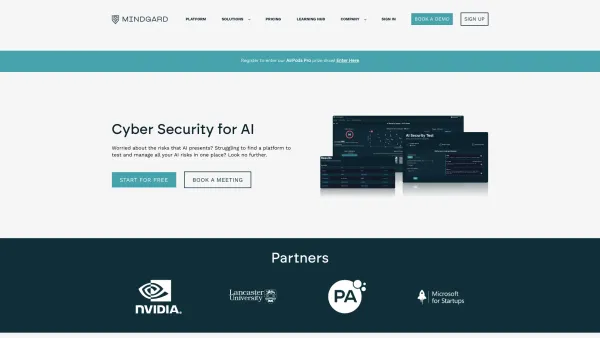 MINDGARD
PLATFORM
SOLUTIONS
PRICING
LEARNING HUB
COMPANY
SIGN IN
BOOK A DEMO
SIGN UP
Register to enter our AirPods Pro prize draw! Enter Here
Cyber Security for AI
Worried about the risks that AI presents? Struggling to find a platform to
test and manage all your AI risks in one place? Look no further.
START FOR FREE
BOOK A MEETING
AI Security Test
Partners
NVIDIA.
Lancaster
University
PA
Microsoft
for Startups